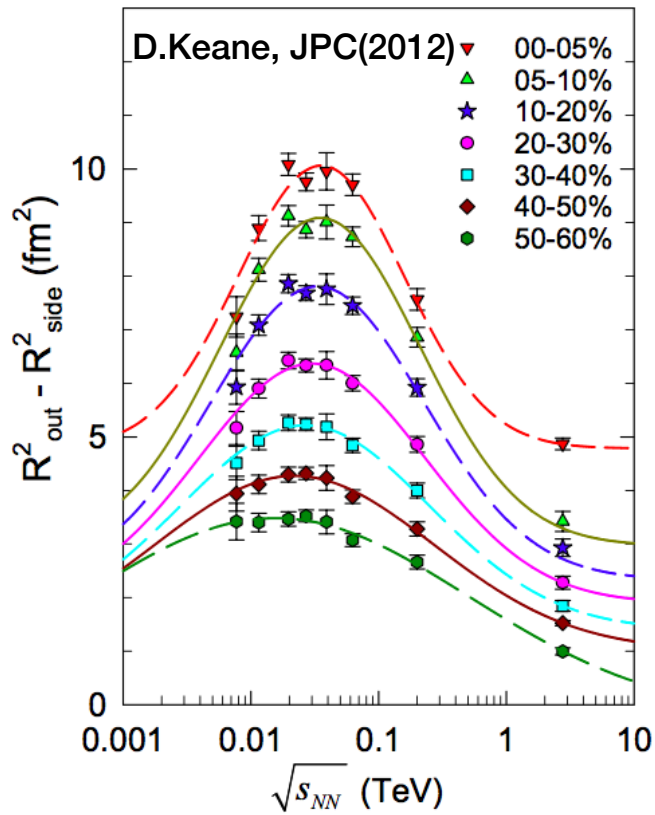 D.Keane, JPC(2012)
00-05%
05-10%
10-20%
20-30%
30-40%
40-50%
50-60%
R²out - R²side (fm²)
10
5
0
0.001 0.01 0.1 1 10
√sNN (TeV)